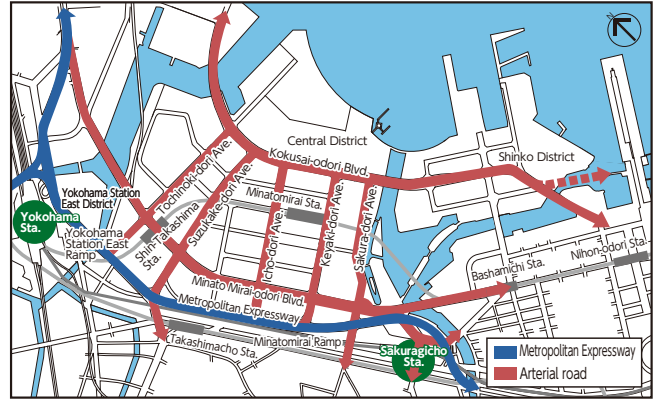 N
Central District
Kokusai-odori Blvd.
Shinko District
Tochinoki-dori Ave.
Yokohama Station
East District
Minatomirai Sta.
Shin-Takashima
Sta.
Suzukake-dori Ave.
Yokohama
Sta.
Yokohama
Station East
Ramp
Icho-dori Ave.
Keyaki-dori Ave.
Sakura-dori Ave.
Nihon-odori Sta.
Bashamichi Sta.
Minato Mirai-odori Blvd.
Metropolitan Expressway
Takashimacho Sta.
Minatomirai Ramp
Sakuragicho
Sta.
Metropolitan Expressway
Arterial road